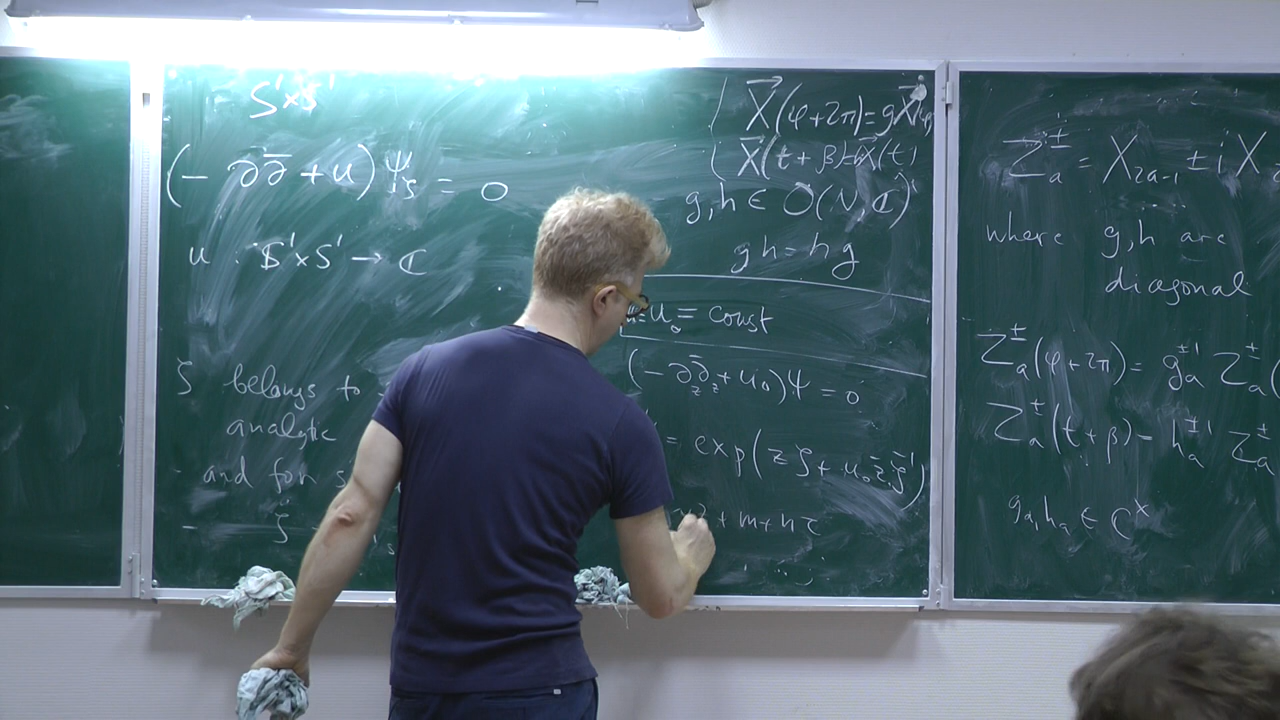 S¹×S¹
(- ∂∂̄ + u) Ψ_ζ = 0
u : S¹×S¹ → ℂ
ζ belongs to
analytic
and for s
- ζ
X⃗(φ+2π) = gX⃗(φ)
X⃗(t+β) = hX⃗(t)
g,h ∈ O(N,ℂ)
gh = hg
u₀ = const
(- ∂_z ∂̄_z + u₀)Ψ = 0
= exp(zζ + u₀z̄ζ⁻¹)
+ m + nτ
Z_a^± = X_{2a-1} ± i X
where g,h are
diagonal
Z_a^±(φ+2π) = g_a^{±1} Z_a^±(
Z_a^±(t+β) = h_a^{±1} Z_a^±
g_a, h_a ∈ ℂ^×